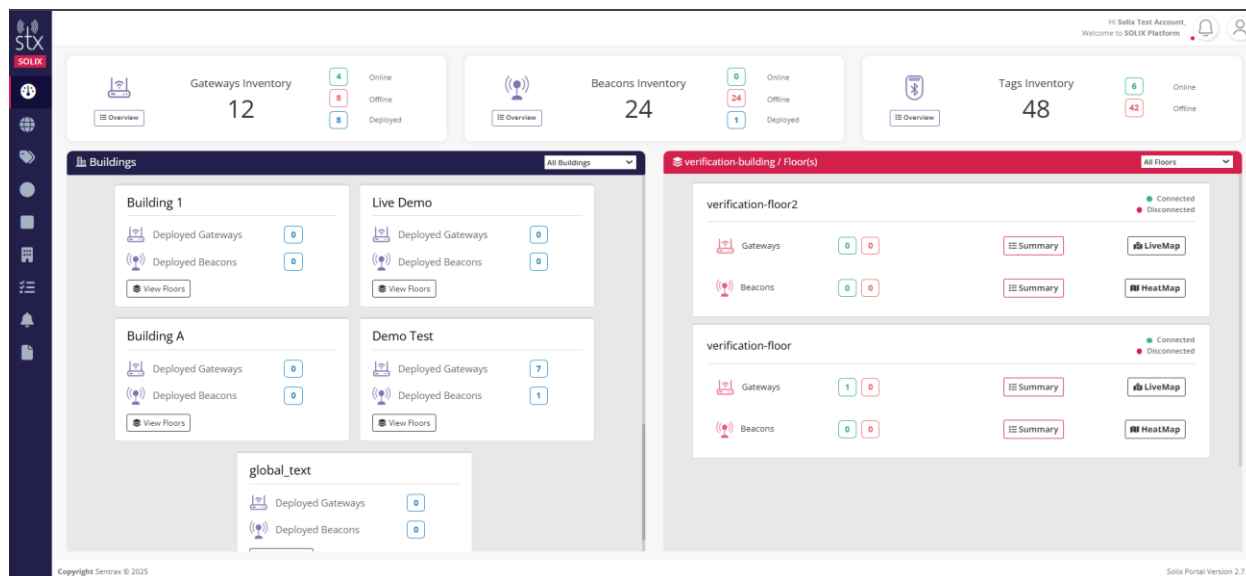 stx
SOLIX
Hi Solix Test Account,
Welcome to SOLIX Platform
Gateways Inventory
12
Overview
4 Online
8 Offline
8 Deployed
Beacons Inventory
24
Overview
0 Online
24 Offline
1 Deployed
Tags Inventory
48
Overview
6 Online
42 Offline
Buildings
All Buildings
Building 1
Deployed Gateways 0
Deployed Beacons 0
View Floors
Live Demo
Deployed Gateways 0
Deployed Beacons 0
View Floors
Building A
Deployed Gateways 0
Deployed Beacons 0
View Floors
Demo Test
Deployed Gateways 7
Deployed Beacons 1
View Floors
global_text
Deployed Gateways 0
Deployed Beacons 0
verification-building / Floor(s)
All Floors
verification-floor2
Connected
Disconnected
Gateways 0 0 Summary LiveMap
Beacons 0 0 Summary HeatMap
verification-floor
Connected
Disconnected
Gateways 1 0 Summary LiveMap
Beacons 0 0 Summary HeatMap
Copyright Sentrax © 2025
Solix Portal Version 2.7